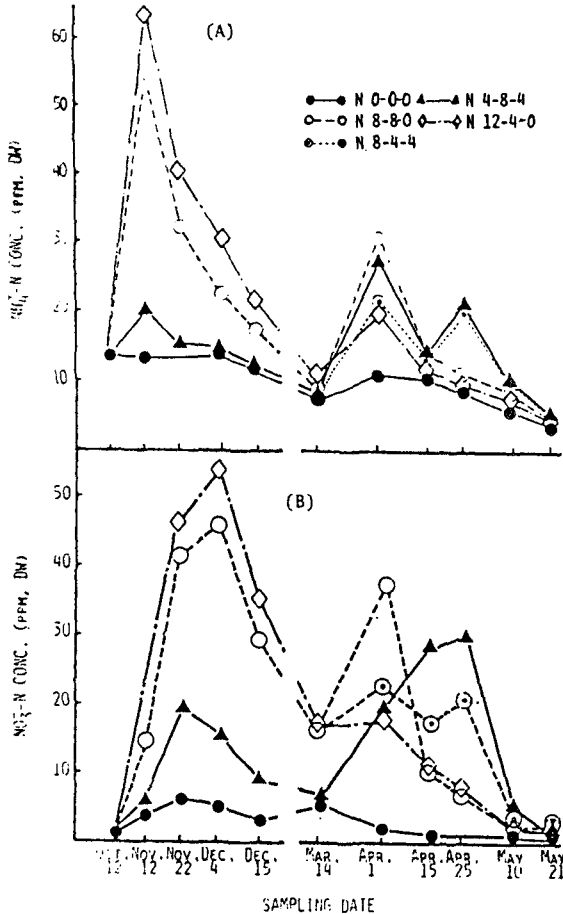 60
(A)
50
N 0-0-0 N 4-8-4
N 8-8-0 N 12-4-0
N 8-4-4
40
-N CONC. (PPM, DW)
10
50
(B)
40
30
NO3-N CONC. (PPM, DW)
20
10
12
NOV. 12
NOV. 22
DEC. 4
DEC. 15
MAR. 14
APR. 1
APR. 15
APR. 25
MAY 10
MAY 21
SAMPLING DATE